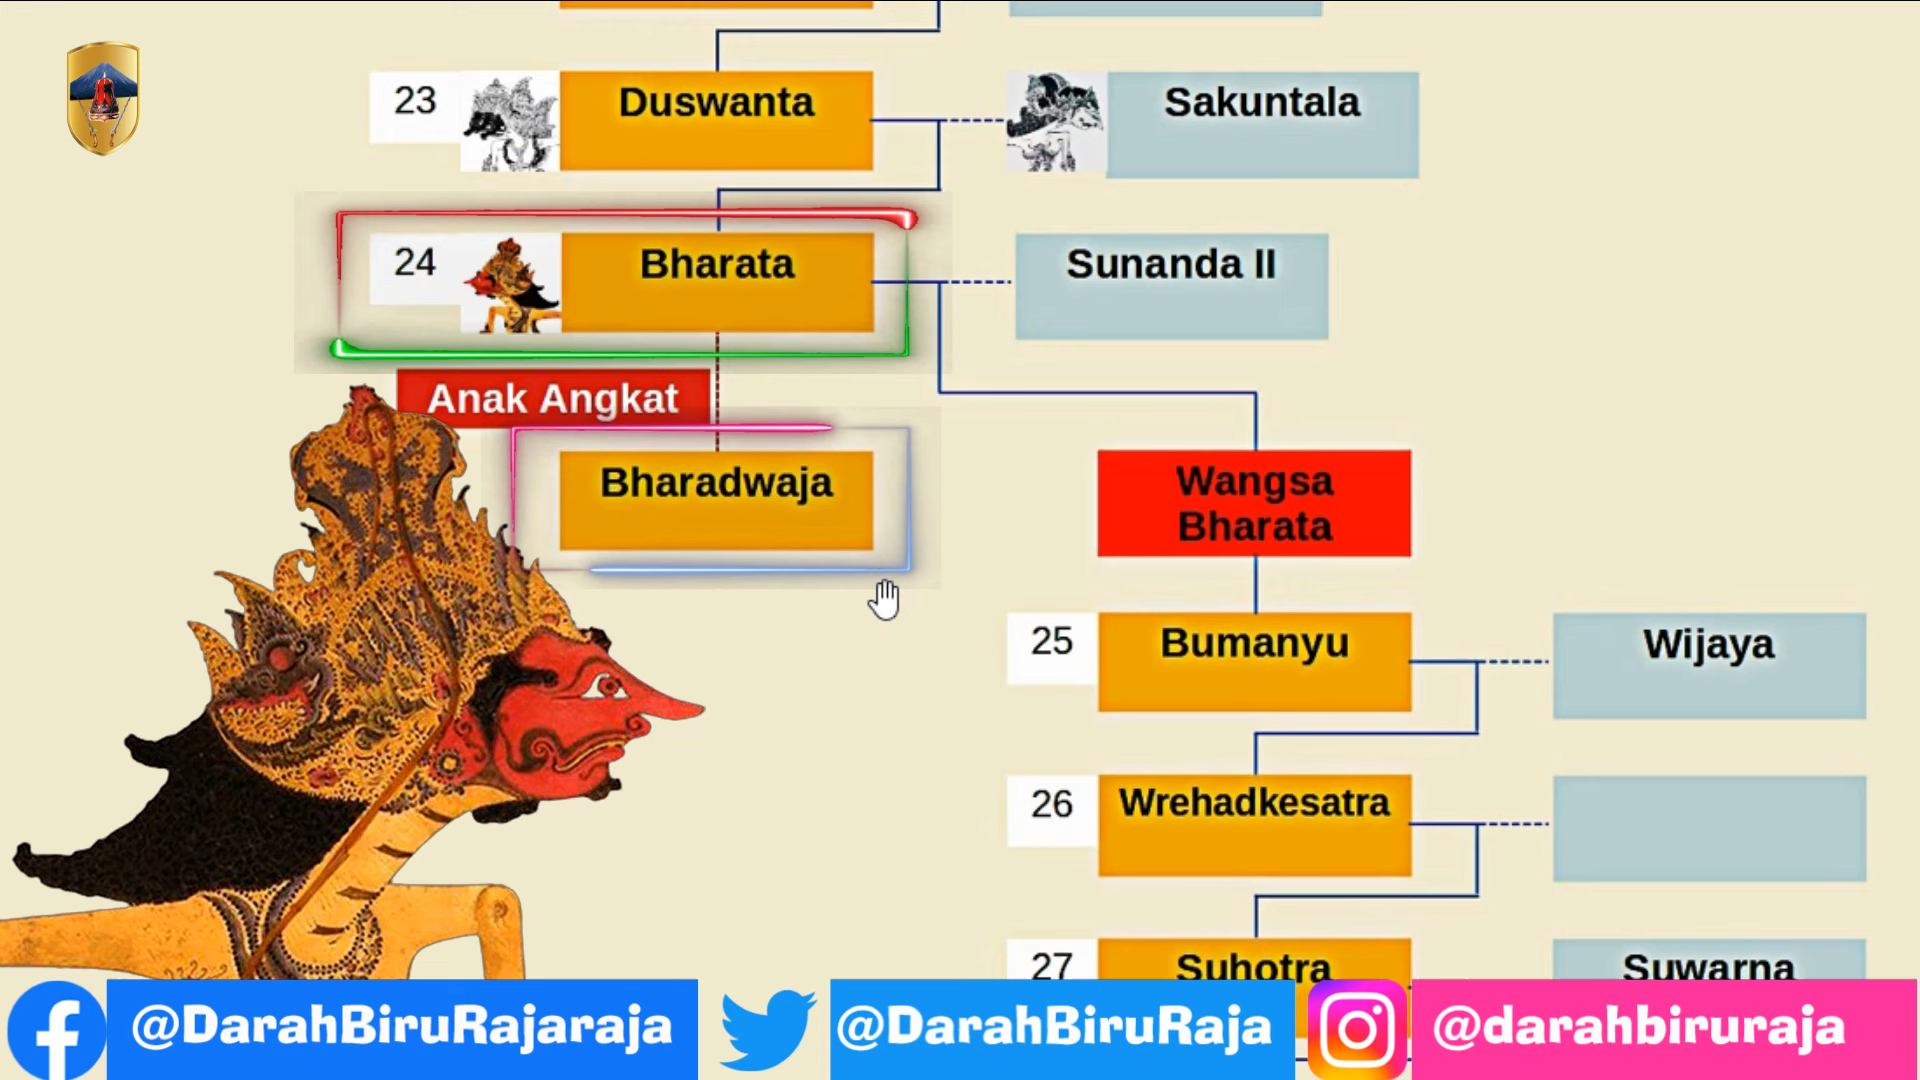 23
Duswanta
Sakuntala
24
Bharata
Sunanda II
Anak Angkat
Bharadwaja
Wangsa
Bharata
25
Bumanyu
Wijaya
26
Wrehadkesatra
27
Suhotra
Suwarna
@DarahBiruRajaraja
@DarahBiruRaja
@darahbiruraja